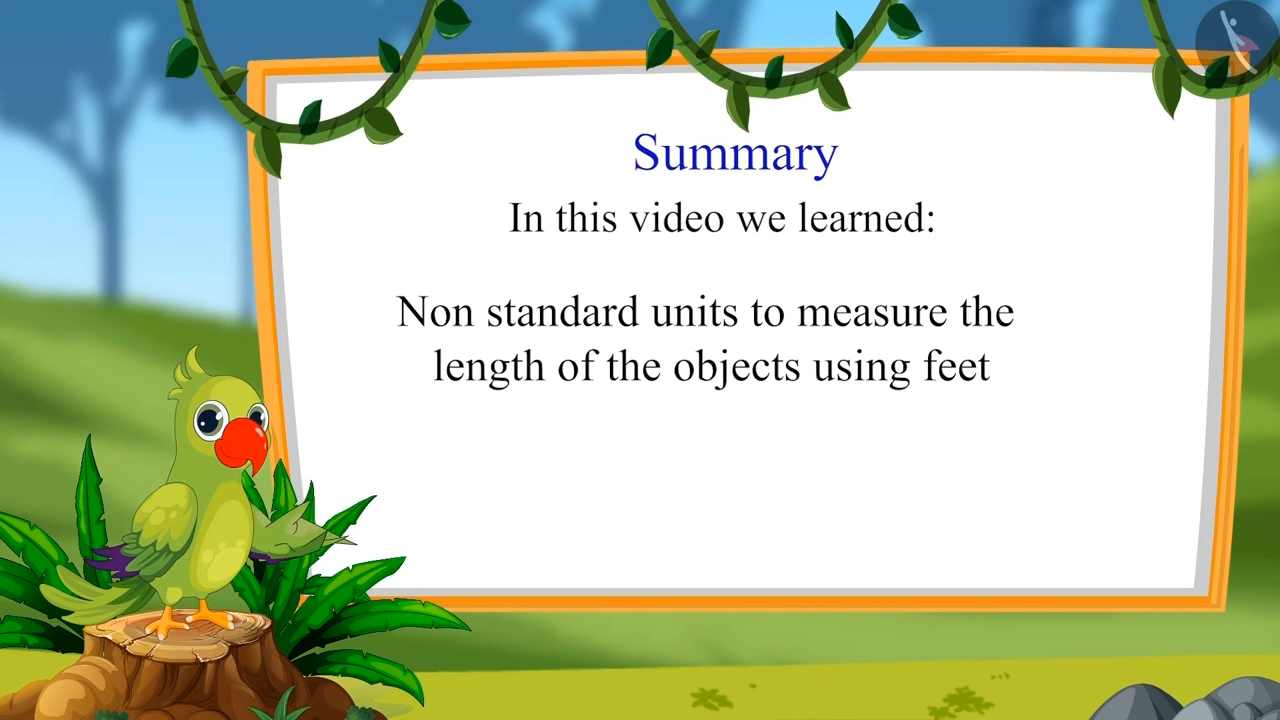 Summary
In this video we learned:
Non standard units to measure the
length of the objects using feet